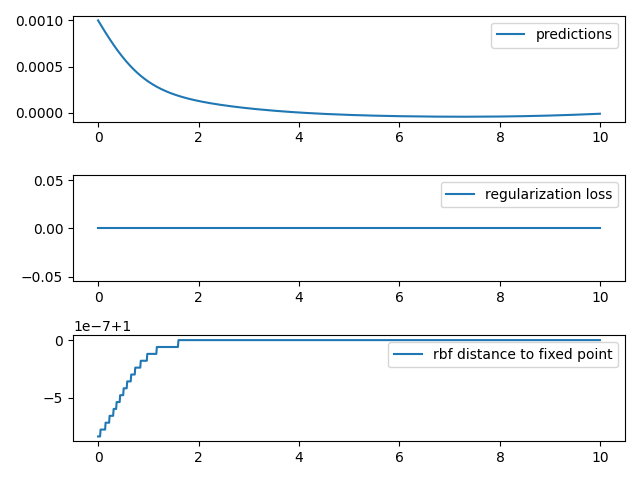 0.0010
0.0005
0.0000
predictions
0 2 4 6 8 10
0.05
0.00
−0.05
regularization loss
0 2 4 6 8 10
1e−7+1
0
−5
rbf distance to fixed point
0 2 4 6 8 10